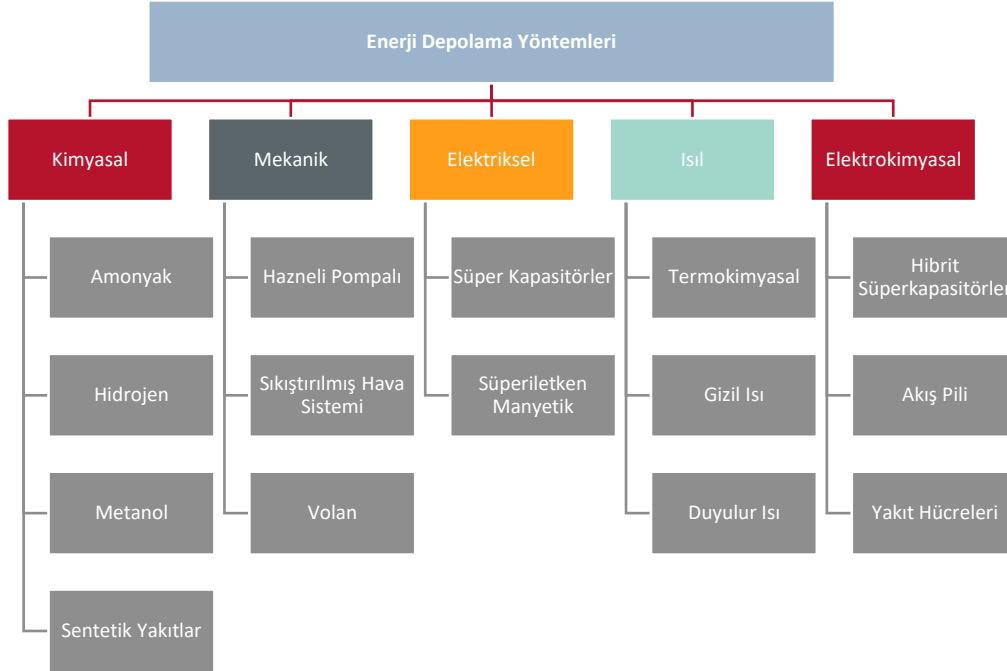 Enerji Depolama Yöntemleri
Kimyasal
Mekanik
Elektriksel
Isıl
Elektrokimyasal
Amonyak
Hazneli Pompalı
Süper Kapasitörler
Termokimyasal
Hibrit
Süperkapasitörler
Hidrojen
Sıkıştırılmış Hava
Sistemi
Süperiletken
Manyetik
Gizil Isı
Akış Pili
Metanol
Volan
Duyulur Isı
Yakıt Hücreleri
Sentetik Yakıtlar